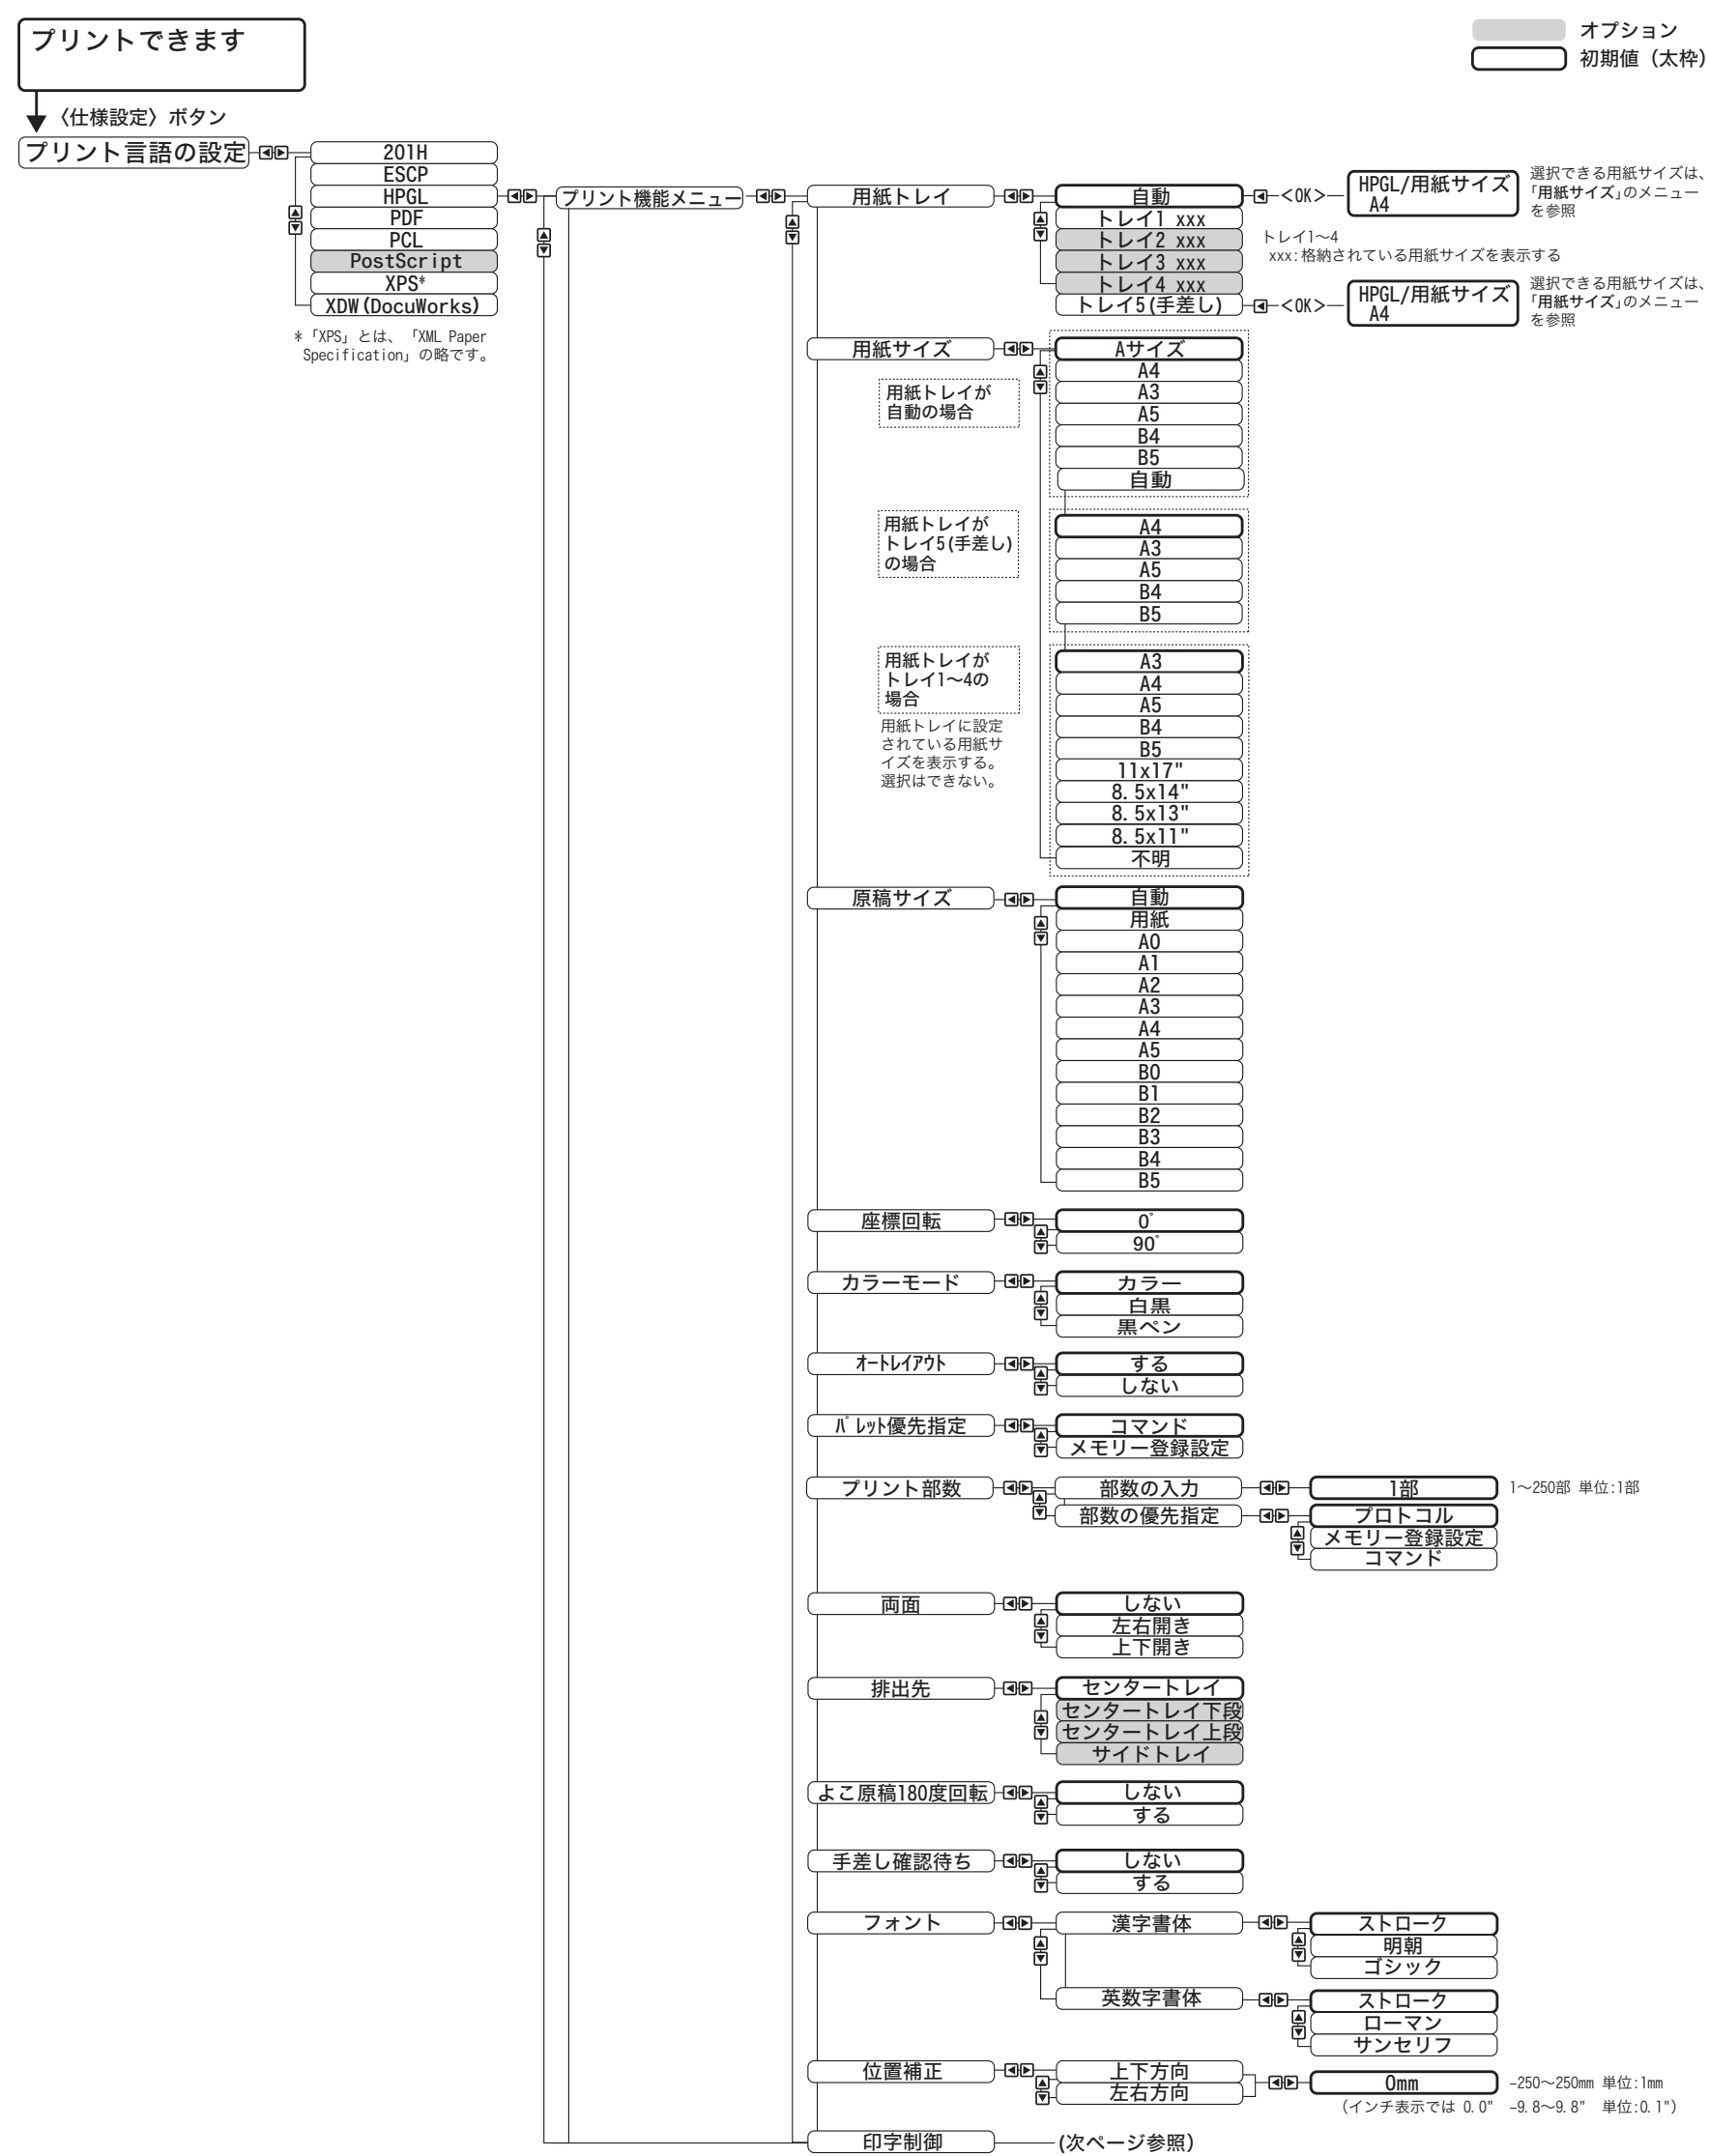 プリントできます
オプション
初期値（太枠）
〈仕様設定〉ボタン
プリント言語の設定
201H
ESCP
HPGL
PDF
PCL
PostScript
XPS*
XDW(DocuWorks)
*「XPS」とは、「XML Paper
Specification」の略です。
プリント機能メニュー
用紙トレイ
自動
トレイ1 xxx
トレイ2 xxx
トレイ3 xxx
トレイ4 xxx
トレイ5(手差し)
<OK>
HPGL/用紙サイズ
A4
選択できる用紙サイズは、
「用紙サイズ」のメニュー
を参照
トレイ1～4
xxx:格納されている用紙サイズを表示する
<OK>
HPGL/用紙サイズ
A4
選択できる用紙サイズは、
「用紙サイズ」のメニュー
を参照
用紙サイズ
用紙トレイが
自動の場合
Aサイズ
A4
A3
A5
B4
B5
自動
用紙トレイが
トレイ5(手差し)
の場合
A4
A3
A5
B4
B5
用紙トレイが
トレイ1～4の
場合
用紙トレイに設定
されている用紙サ
イズを表示する。
選択はできない。
A3
A4
A5
B4
B5
11x17"
8.5x14"
8.5x13"
8.5x11"
不明
原稿サイズ
自動
用紙
A0
A1
A2
A3
A4
A5
B0
B1
B2
B3
B4
B5
座標回転
0°
90°
カラーモード
カラー
白黒
黒ペン
ｵｰﾄﾚｲｱｳﾄ
する
しない
ﾊﾟﾚｯﾄ優先指定
コマンド
メモリー登録設定
プリント部数
部数の入力
1部
1～250部 単位:1部
部数の優先指定
プロトコル
メモリー登録設定
コマンド
両面
しない
左右開き
上下開き
排出先
センタートレイ
センタートレイ下段
センタートレイ上段
サイドトレイ
よこ原稿180度回転
しない
する
手差し確認待ち
しない
する
フォント
漢字書体
ストローク
明朝
ゴシック
英数字書体
ストローク
ローマン
サンセリフ
位置補正
上下方向
左右方向
0mm
-250～250mm 単位:1mm
(インチ表示では 0.0" -9.8～9.8" 単位:0.1")
印字制御
(次ページ参照)